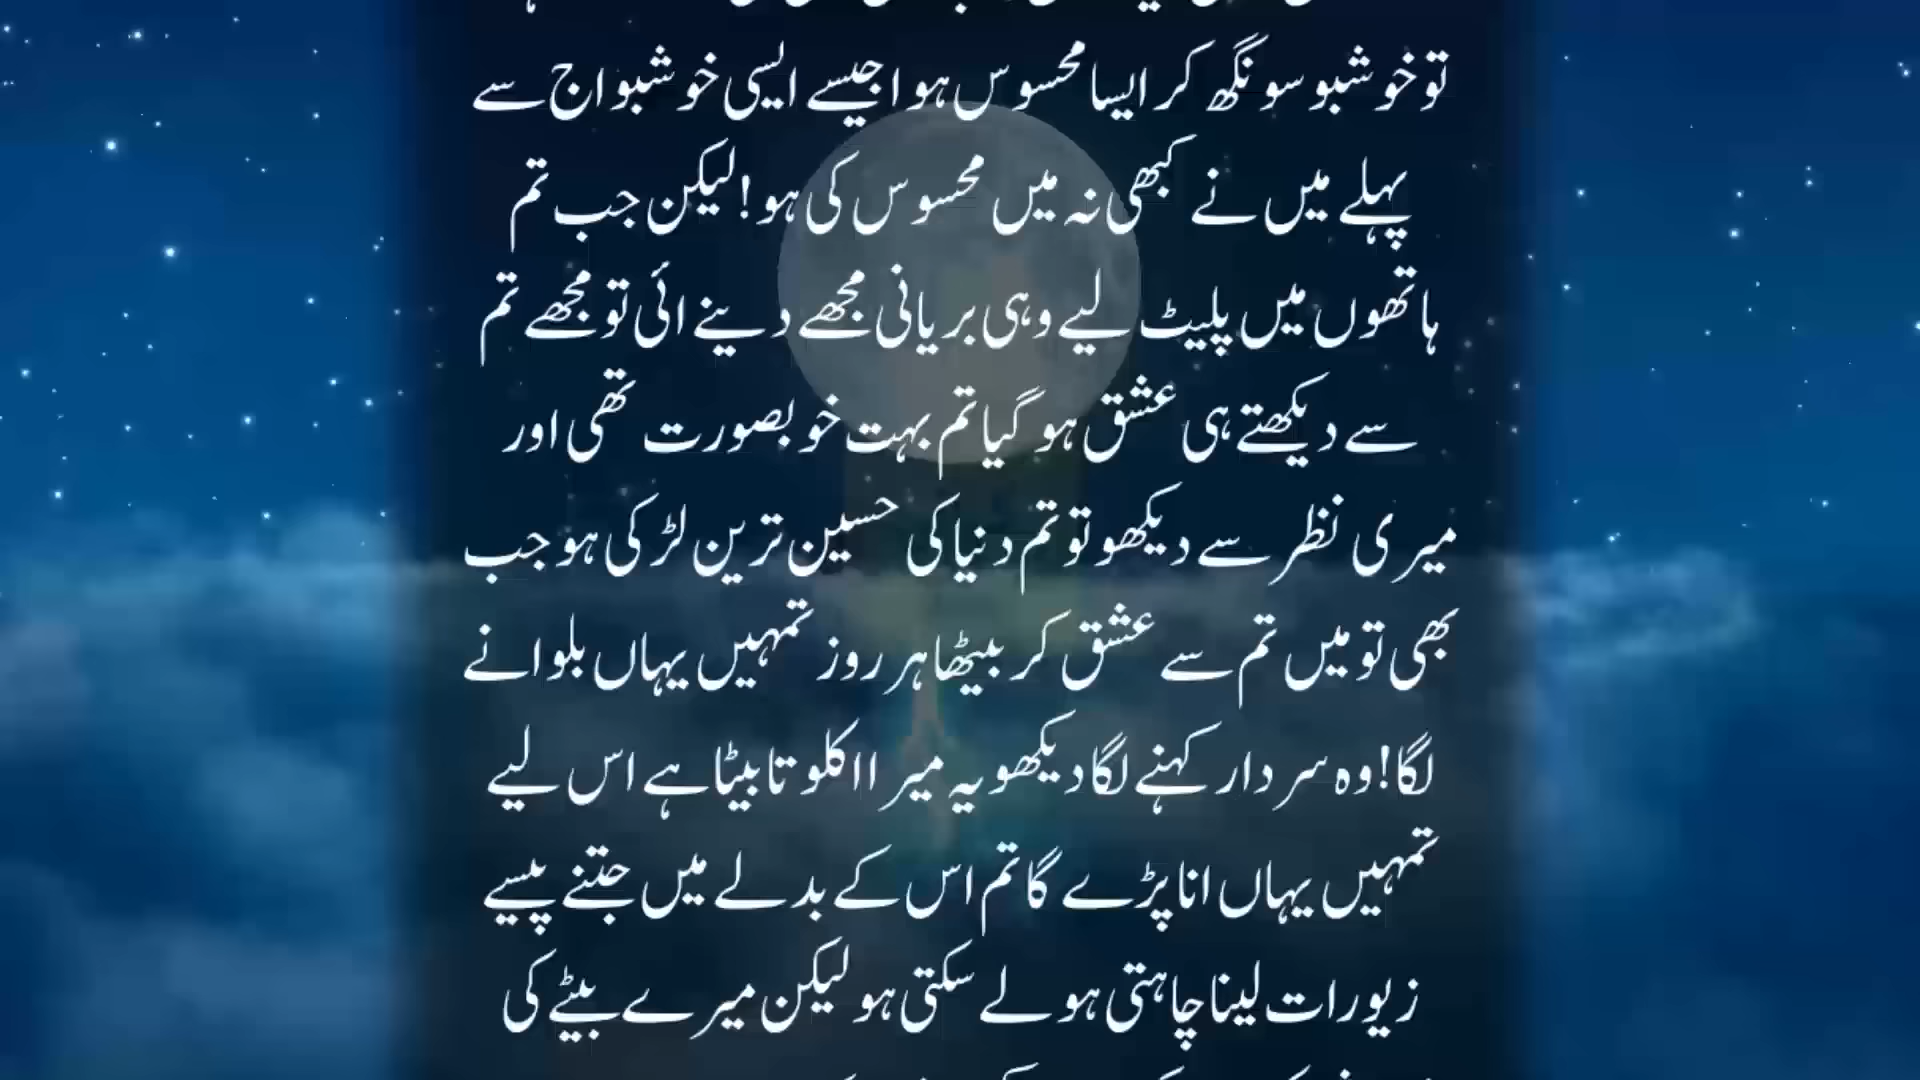 تو خوشبو سونگھ کر ایسا محسوس ہوا جیسے ایسی خوشبو اج سے
پہلے میں نے کبھی نہ میں محسوس کی ہو! لیکن جب تم
ہاتھوں میں پلیٹ لیے وہی بریانی مجھے دینے ائی تو مجھے تم
سے دیکھتے ہی عشق ہو گیا تم بہت خوبصورت تھی اور
میری نظر سے دیکھو تو تم دنیا کی حسین ترین لڑکی ہو جب
بھی تو میں تم سے عشق کر بیٹھا ہر روز تمہیں یہاں بلوانے
لگا! وہ سردار کہنے لگا دیکھو یہ میرا اکلوتا بیٹا ہے اس لیے
تمہیں یہاں انا پڑے گا تم اس کے بدلے میں جتنے پیسے
زیورات لینا چاہتی ہو لے سکتی ہو لیکن میرے بیٹے کی